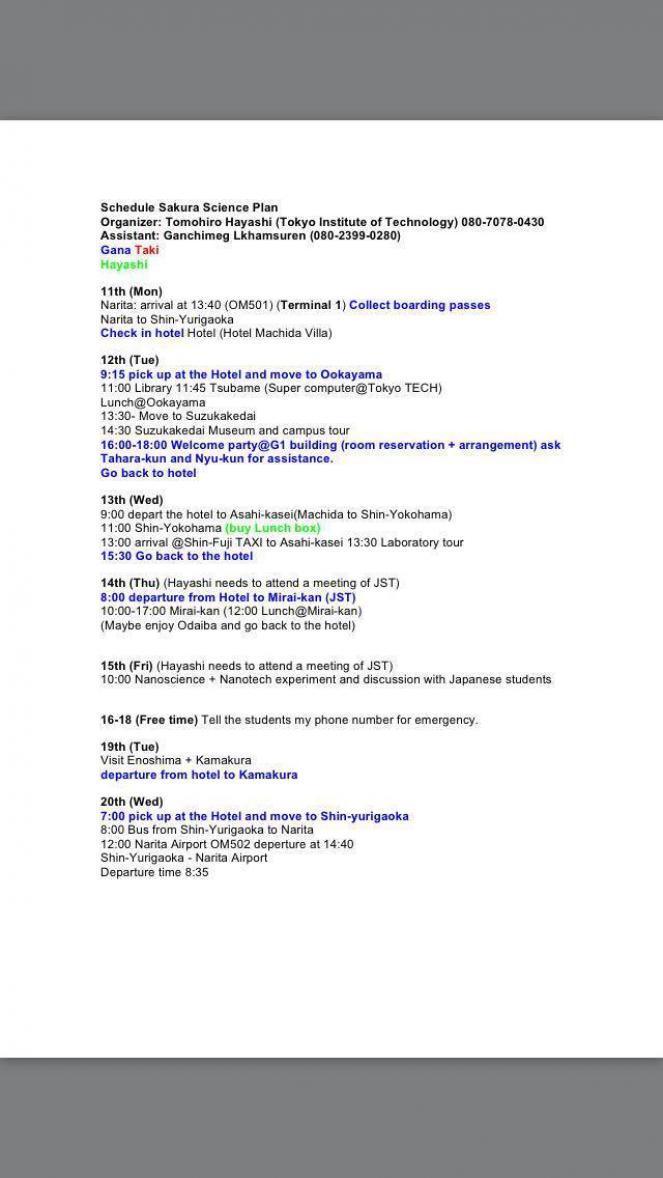 Schedule Sakura Science Plan
Organizer: Tomohiro Hayashi (Tokyo Institute of Technology) 080-7078-0430
Assistant: Ganchimeg Lkhamsuren (080-2399-0280)
Gana Taki
Hayashi
11th (Mon)
Narita: arrival at 13:40 (OM501) (Terminal 1) Collect boarding passes
Narita to Shin-Yurigaoka
Check in hotel Hotel (Hotel Machida Villa)
12th (Tue)
9:15 pick up at the Hotel and move to Ookayama
11:00 Library 11:45 Tsubame (Super computer@Tokyo TECH)
Lunch@Ookayama
13:30- Move to Suzukakedai
14:30 Suzukakedai Museum and campus tour
16:00-18:00 Welcome party@G1 building (room reservation + arrangement) ask
Tahara-kun and Nyu-kun for assistance.
Go back to hotel
13th (Wed)
9:00 depart the hotel to Asahi-kasei(Machida to Shin-Yokohama)
11:00 Shin-Yokohama (buy Lunch box)
13:00 arrival @Shin-Fuji TAXI to Asahi-kasei 13:30 Laboratory tour
15:30 Go back to the hotel
14th (Thu) (Hayashi needs to attend a meeting of JST)
8:00 departure from Hotel to Mirai-kan (JST)
10:00-17:00 Mirai-kan (12:00 Lunch@Mirai-kan)
(Maybe enjoy Odaiba and go back to the hotel)
15th (Fri) (Hayashi needs to attend a meeting of JST)
10:00 Nanoscience + Nanotech experiment and discussion with Japanese students
16-18 (Free time) Tell the students my phone number for emergency.
19th (Tue)
Visit Enoshima + Kamakura
departure from hotel to Kamakura
20th (Wed)
7:00 pick up at the Hotel and move to Shin-yurigaoka
8:00 Bus from Shin-Yurigaoka to Narita
12:00 Narita Airport OM502 deperture at 14:40
Shin-Yurigaoka - Narita Airport
Departure time 8:35